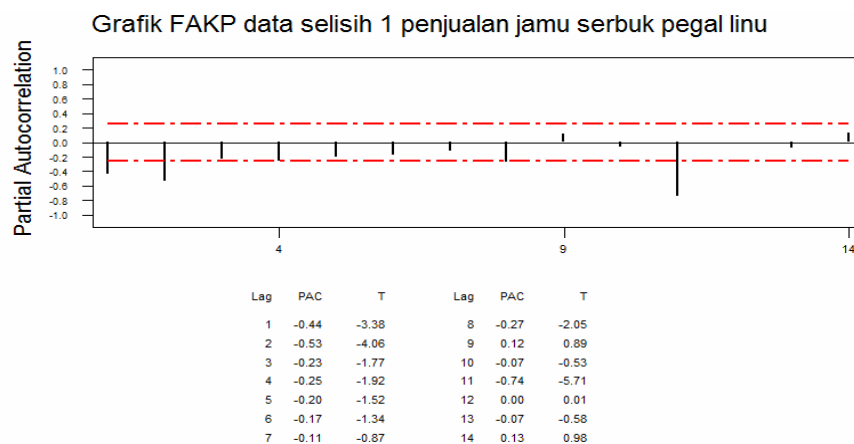 Grafik FAKP data selisih 1 penjualan jamu serbuk pegal linu
Partial Autocorrelation
1.0
0.8
0.6
0.4
0.2
0.0
-0.2
-0.4
-0.6
-0.8
-1.0
4 9 14
Lag PAC T Lag PAC T
1 -0.44 -3.38 8 -0.27 -2.05
2 -0.53 -4.06 9 0.12 0.89
3 -0.23 -1.77 10 -0.07 -0.53
4 -0.25 -1.92 11 -0.74 -5.71
5 -0.20 -1.52 12 0.00 0.01
6 -0.17 -1.34 13 -0.07 -0.58
7 -0.11 -0.87 14 0.13 0.98